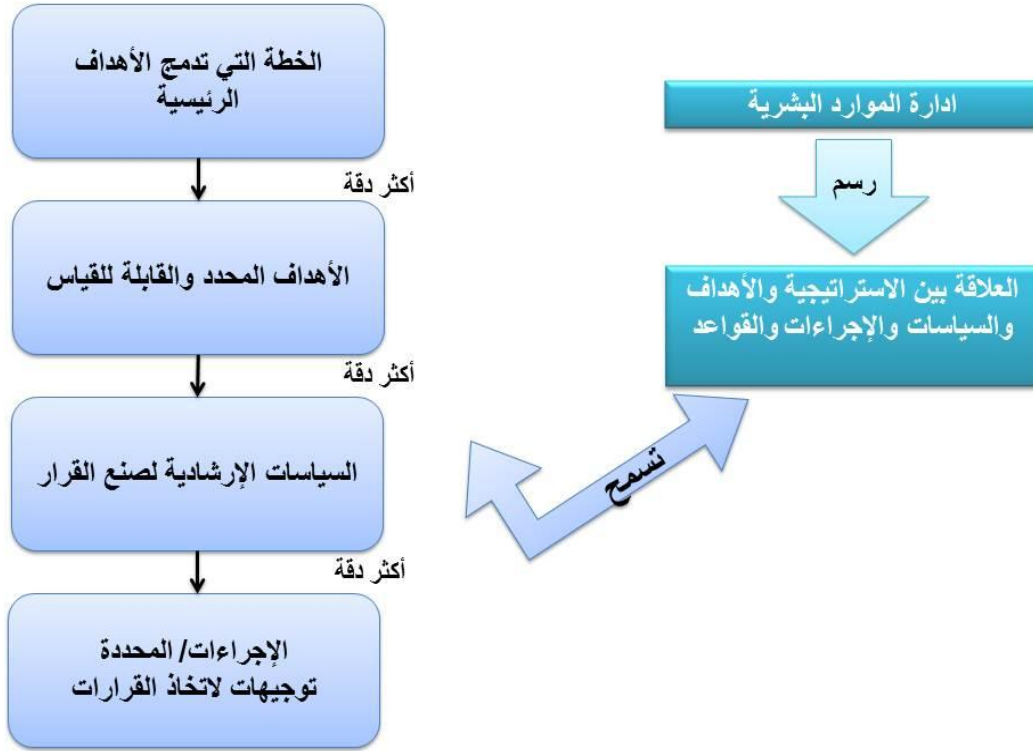 الخطة التي تدمج الأهداف
الرئيسية
أكثر دقة
الأهداف المحدد والقابلة للقياس
أكثر دقة
السياسات الإرشادية لصنع القرار
أكثر دقة
الإجراءات/ المحددة
توجيهات لاتخاذ القرارات
ادارة الموارد البشرية
رسم
العلاقة بين الاستراتيجية والأهداف
والسياسات والإجراءات والقواعد
تسمح